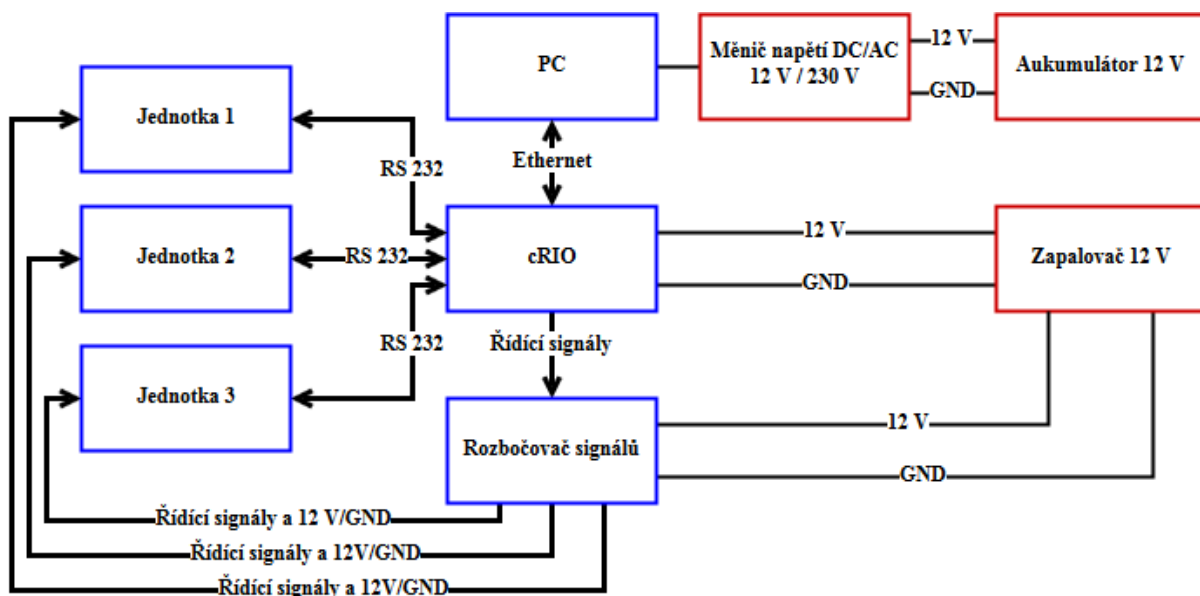 PC
Měnič napětí DC/AC
12 V / 230 V
12 V
GND
Aukumulátor 12 V
Jednotka 1
RS 232
Ethernet
Jednotka 2
RS 232
cRIO
12 V
GND
Zapalovač 12 V
RS 232
Řídící signály
Jednotka 3
Rozbočovač signálů
12 V
GND
Řídící signály a 12 V/GND
Řídící signály a 12V/GND
Řídící signály a 12V/GND